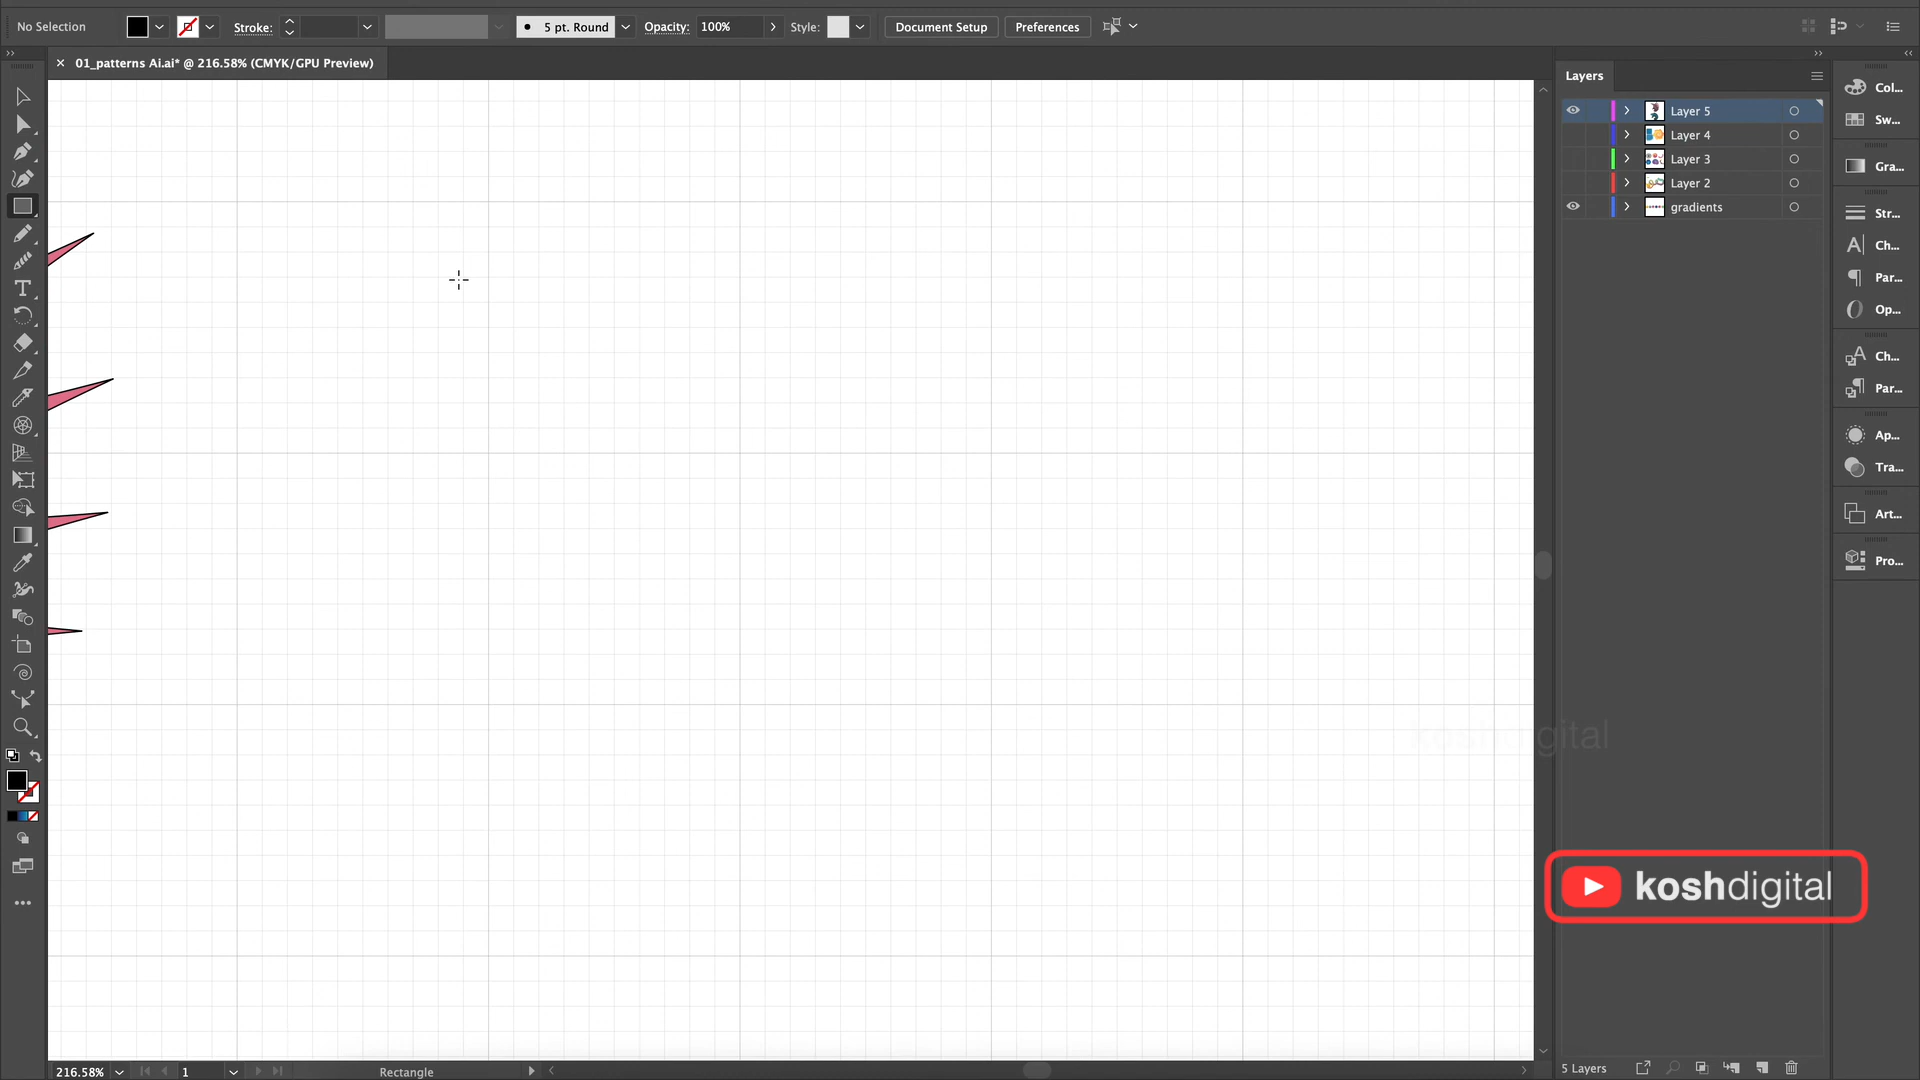 No Selection
Stroke:
5 pt. Round
Opacity:
100%
Style:
Document Setup
Preferences
× 01_patterns Ai.ai* @ 216.58% (CMYK/GPU Preview)
Layers
Layer 5
Layer 4
Layer 3
Layer 2
gradients
Col...
Sw...
Gra...
Str...
Ch...
Par...
Op...
Ch...
Par...
Ap...
Tra...
Art...
Pro...
koshdigital
koshdigital
216.58%
1
Rectangle
5 Layers